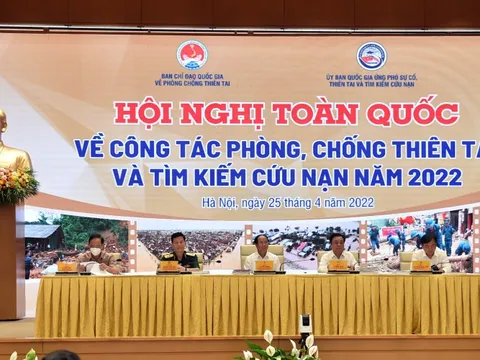 BAN CHỈ ĐẠO QUỐC GIA
VỀ PHÒNG CHỐNG THIÊN TAI
ỦY BAN QUỐC GIA ỨNG PHÓ SỰ CỐ,
THIÊN TAI VÀ TÌM KIẾM CỨU NẠN
HỘI NGHỊ TOÀN QUỐC
VỀ CÔNG TÁC PHÒNG, CHỐNG THIÊN TA
VÀ TÌM KIẾM CỨU NẠN NĂM 2022
Hà Nội, ngày 25 tháng 4 năm 2022